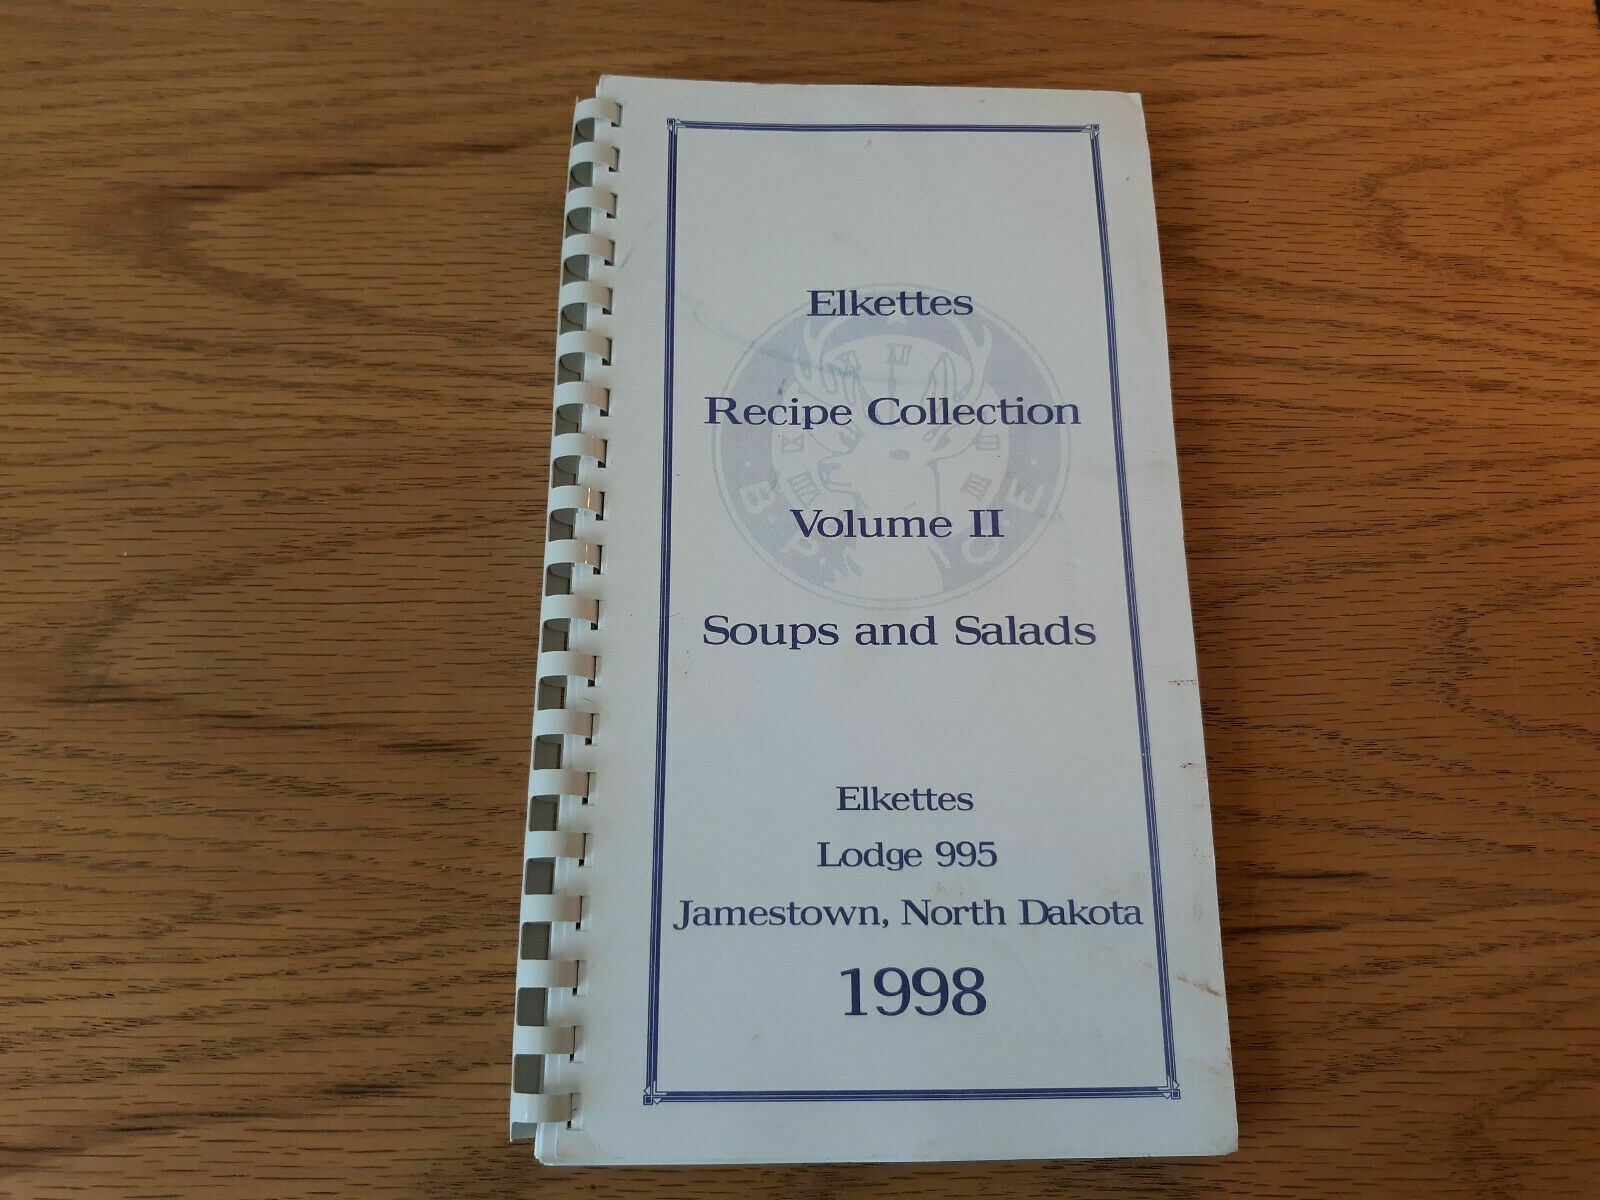 Elkettes
Recipe Collection
Volume II
Soups and Salads
B. P. O. E.
Elkettes
Lodge 995
Jamestown, North Dakota
1998